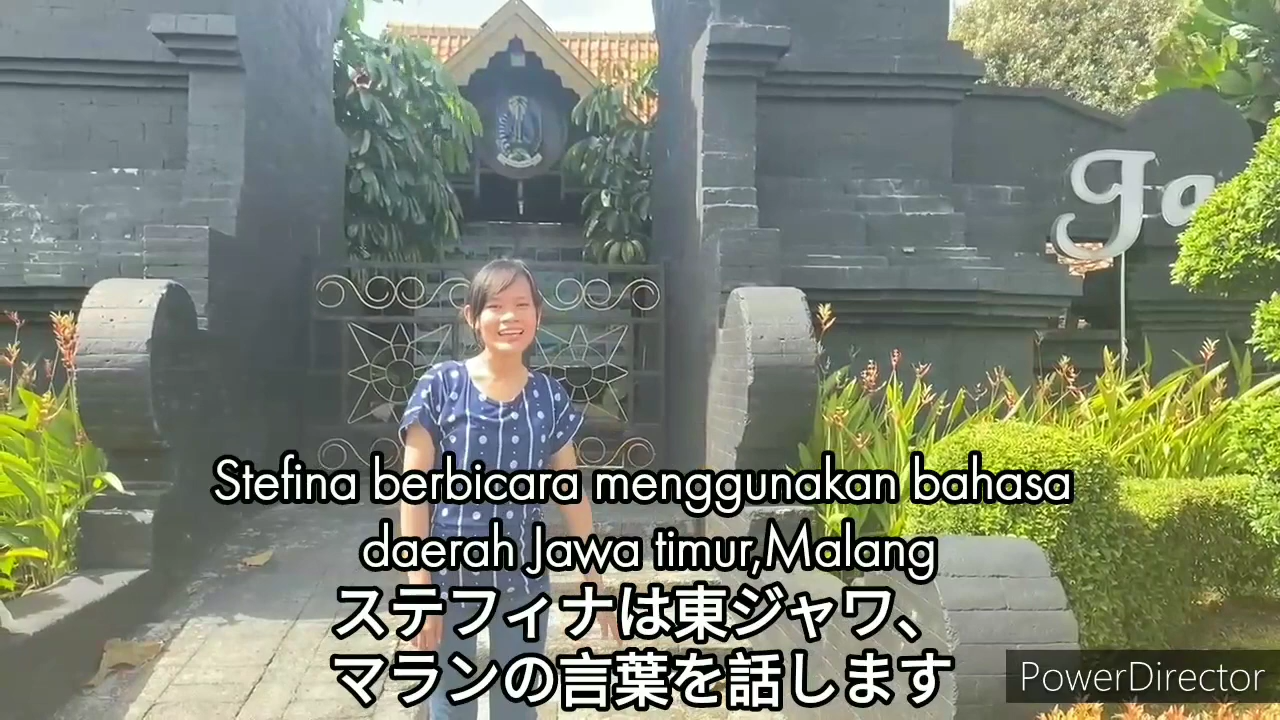 Ja
Stefina berbicara menggunakan bahasa
daerah Jawa timur,Malang
ステフィナは東ジャワ、
マランの言葉を話します
PowerDirector